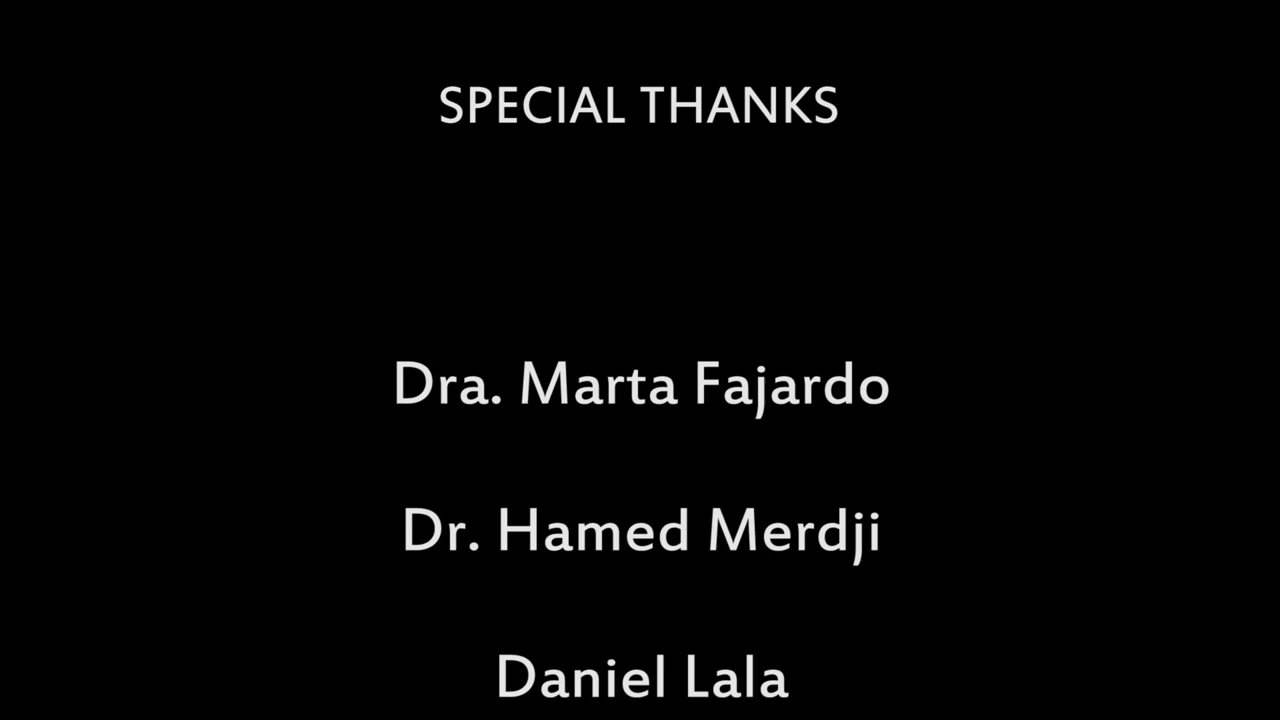 SPECIAL THANKS
Dra. Marta Fajardo
Dr. Hamed Merdji
Daniel Lala